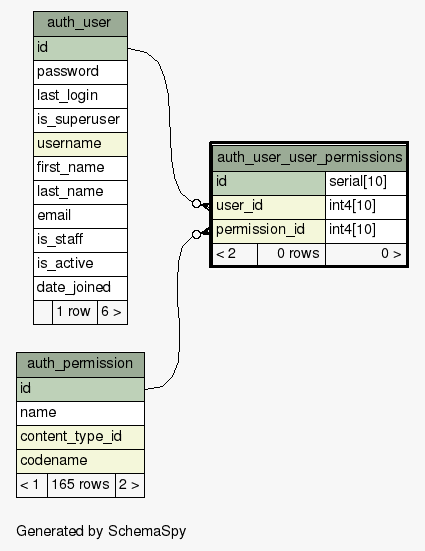 auth_user
id
password
last_login
is_superuser
username
first_name
last_name
email
is_staff
is_active
date_joined
1 row 6 >
auth_user_user_permissions
id serial[10]
user_id int4[10]
permission_id int4[10]
< 2 0 rows 0 >
auth_permission
id
name
content_type_id
codename
< 1 165 rows 2 >
Generated by SchemaSpy